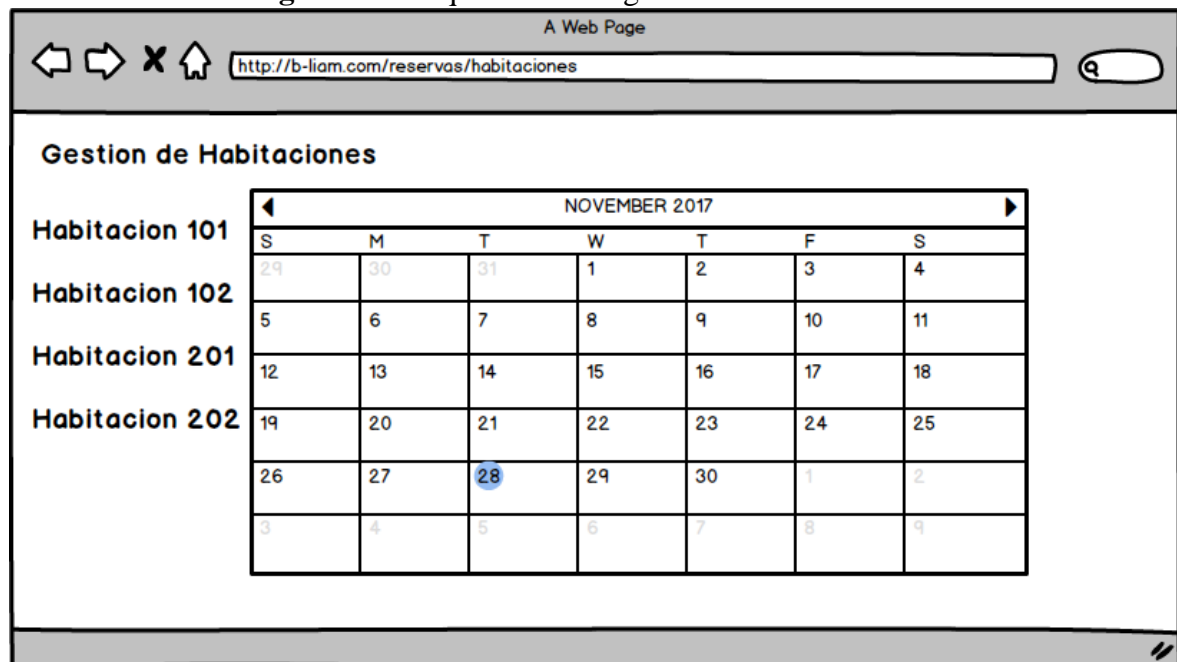 A Web Page
http://b-liam.com/reservas/habitaciones
Gestion de Habitaciones
Habitacion 101
Habitacion 102
Habitacion 201
Habitacion 202
NOVEMBER 2017
S M T W T F S
29 30 31 1 2 3 4
5 6 7 8 9 10 11
12 13 14 15 16 17 18
19 20 21 22 23 24 25
26 27 28 29 30 1 2
3 4 5 6 7 8 9